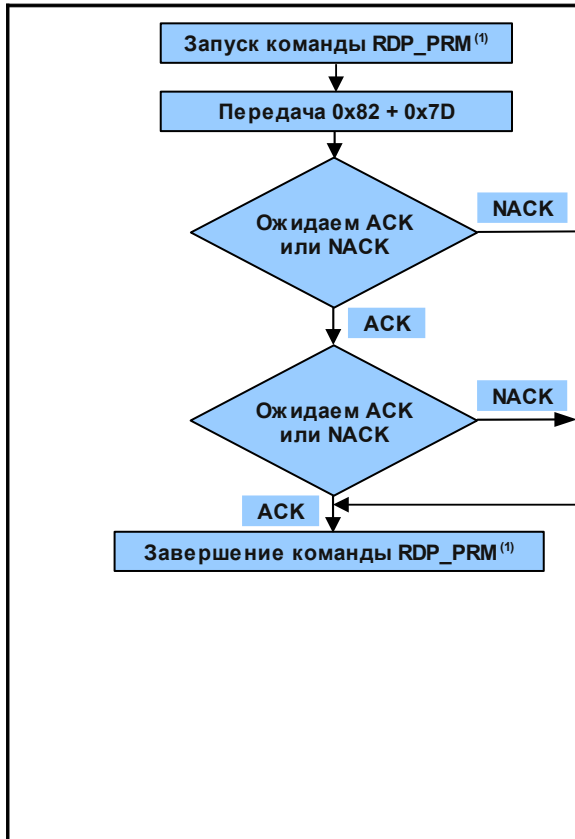 Запуск команды RDP_PRM⁽¹⁾
Передача 0x82 + 0x7D
Ожидаем ACK
или NACK
NACK
ACK
Ожидаем ACK
или NACK
NACK
ACK
Завершение команды RDP_PRM⁽¹⁾